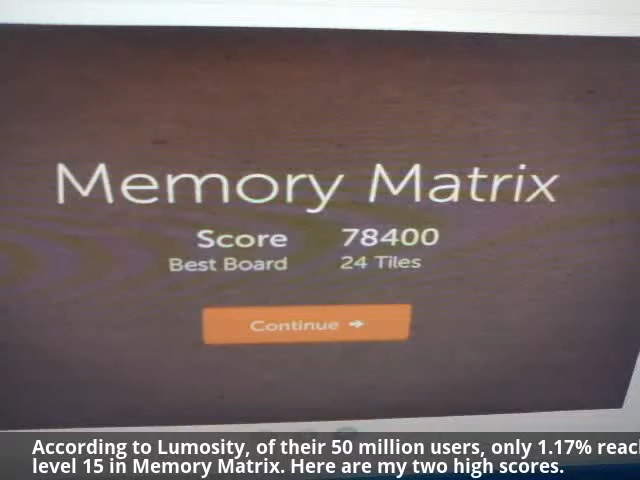 Memory Matrix
Score 78400
Best Board 24 Tiles
Continue →
According to Lumosity, of their 50 million users, only 1.17% reac
level 15 in Memory Matrix. Here are my two high scores.